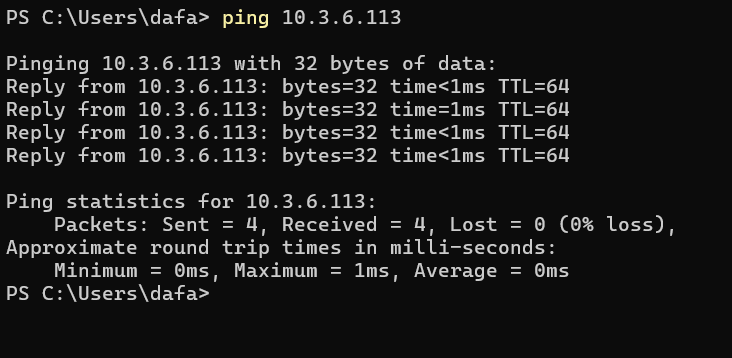 PS C:\Users\dafa> ping 10.3.6.113
Pinging 10.3.6.113 with 32 bytes of data:
Reply from 10.3.6.113: bytes=32 time<1ms TTL=64
Reply from 10.3.6.113: bytes=32 time=1ms TTL=64
Reply from 10.3.6.113: bytes=32 time<1ms TTL=64
Reply from 10.3.6.113: bytes=32 time<1ms TTL=64
Ping statistics for 10.3.6.113:
    Packets: Sent = 4, Received = 4, Lost = 0 (0% loss),
Approximate round trip times in milli-seconds:
    Minimum = 0ms, Maximum = 1ms, Average = 0ms
PS C:\Users\dafa>